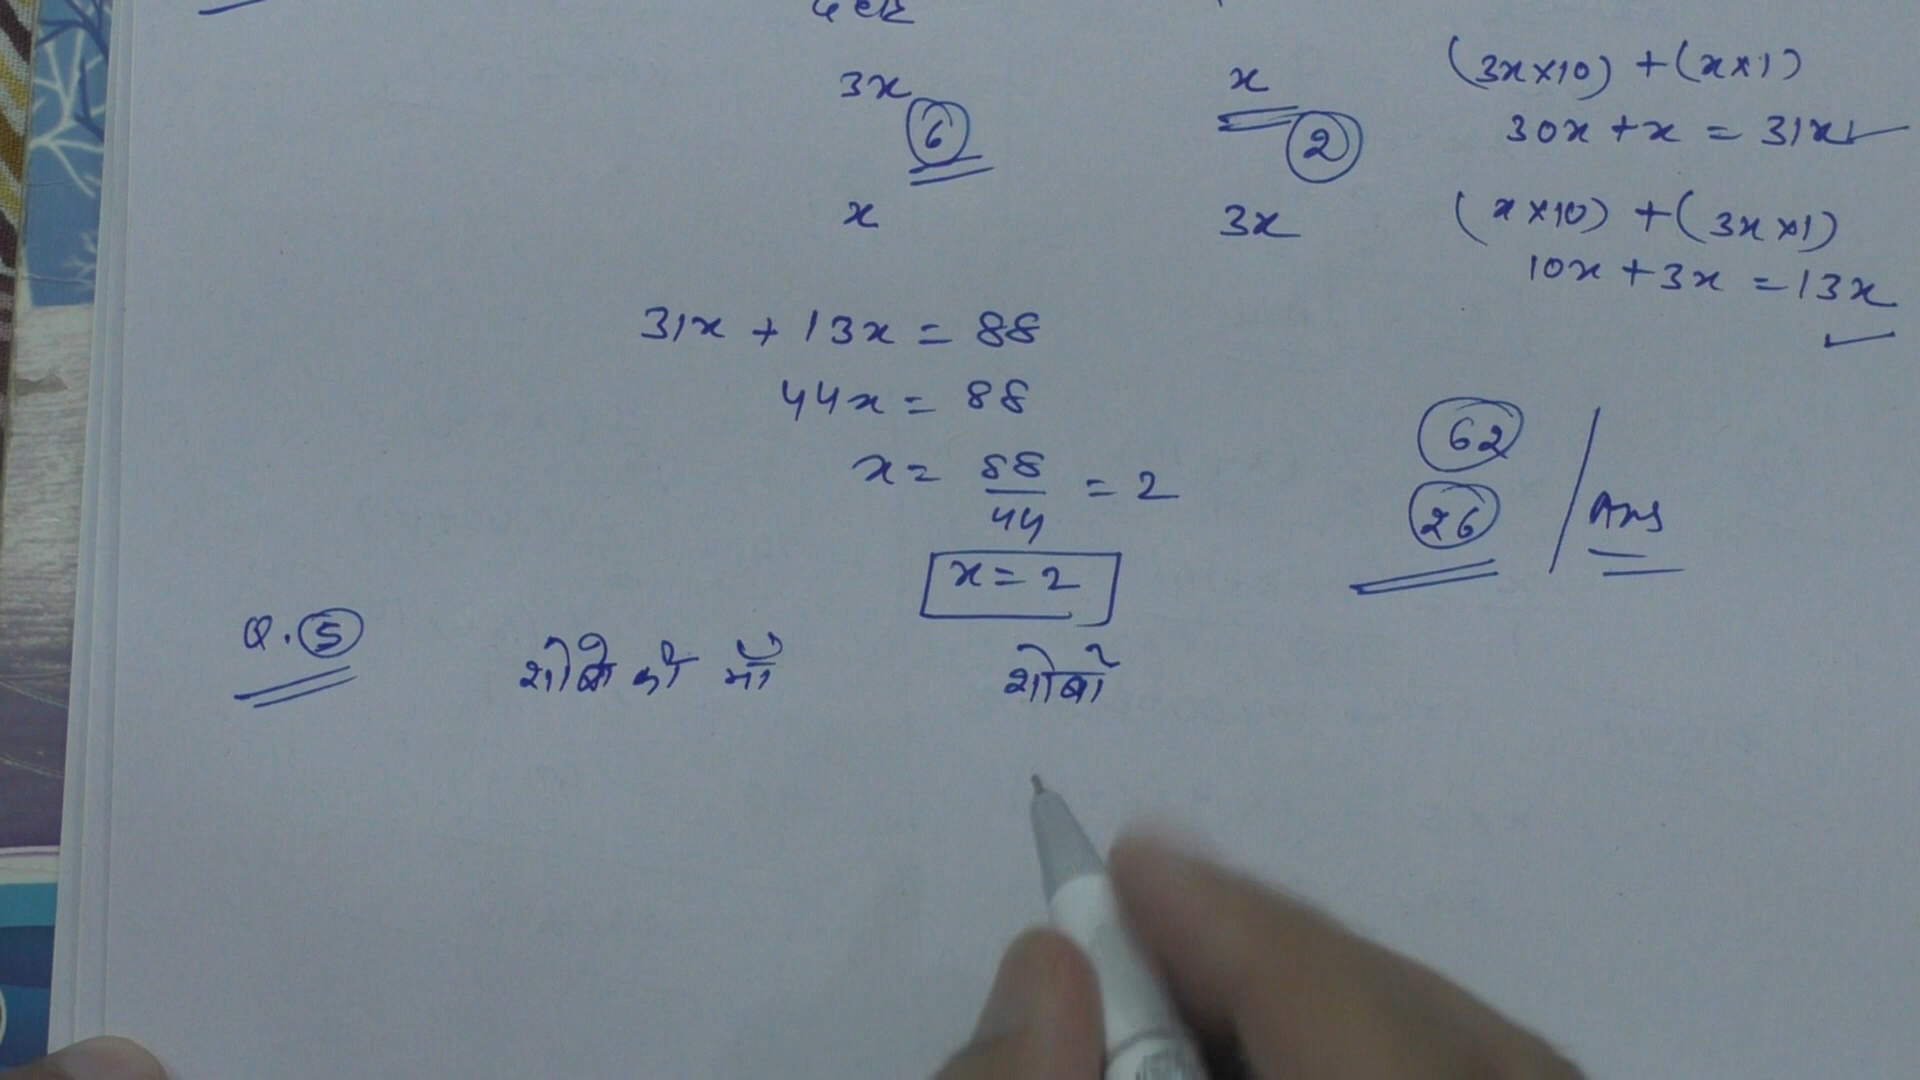 3x x (3x×10) + (x×1)
6 2 30x + x = 31x
x 3x (x×10) + (3x×1)
10x + 3x = 13x
31x + 13x = 88
44x = 88
x = 88/44 = 2
x = 2
62
26 Ans
Q. 5 शोबो की माँ शोबो